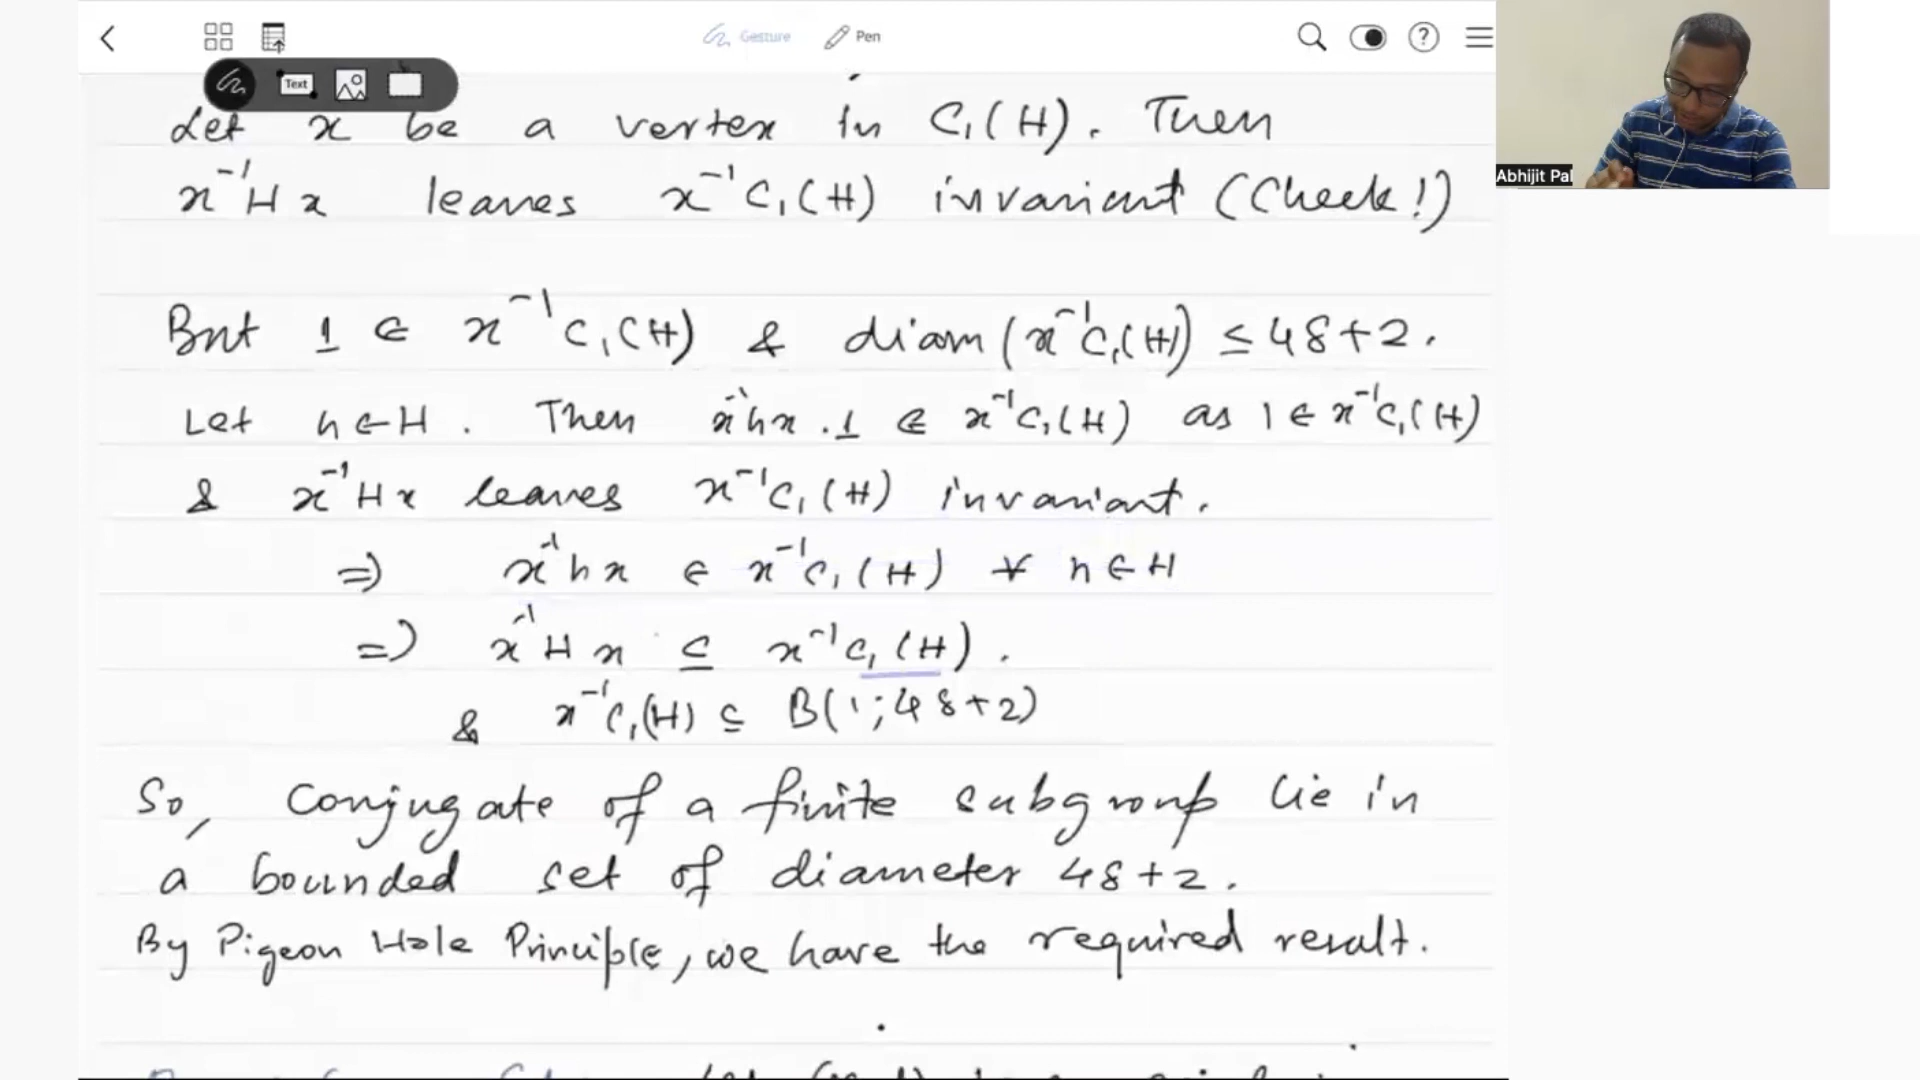 Gesture Pen
Text
Let x be a vertex in C₁(H). Then
x⁻¹Hx leaves x⁻¹C₁(H) invariant (Check!)
But 1 ∈ x⁻¹C₁(H) & diam(x⁻¹C₁(H)) ≤ 4δ+2.
Let h ∈ H. Then x⁻¹hx.1 ∈ x⁻¹C₁(H) as 1 ∈ x⁻¹C₁(H)
& x⁻¹Hx leaves x⁻¹C₁(H) invariant.
=> x⁻¹hx ∈ x⁻¹C₁(H) ∀ h ∈ H
=> x⁻¹Hx ⊆ x⁻¹C₁(H).
& x⁻¹C₁(H) ⊆ B(1;4δ+2)
So, Conjugate of a finite subgroup lie in
a bounded set of diameter 4δ+2.
By Pigeon Hole Principle, we have the required result.
Abhijit Pal